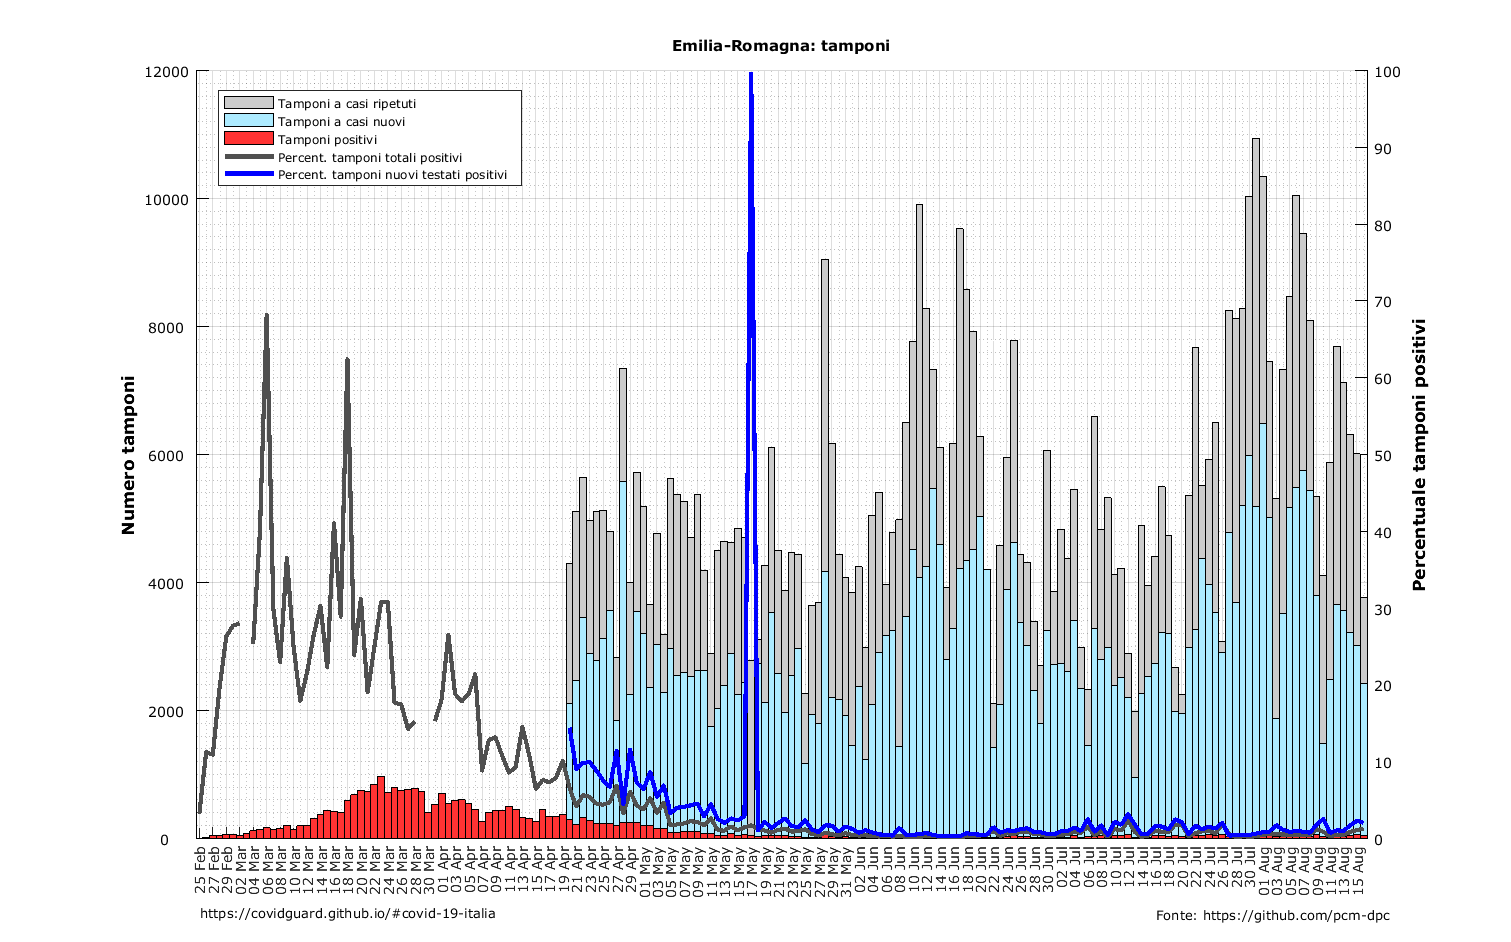 Emilia-Romagna: tamponi
12000
10000
8000
6000
4000
2000
0
Numero tamponi
Tamponi a casi ripetuti
Tamponi a casi nuovi
Tamponi positivi
Percent. tamponi totali positivi
Percent. tamponi nuovi testati positivi
100
90
80
70
60
50
40
30
20
10
0
Percentuale tamponi positivi
25 Feb
27 Feb
29 Feb
02 Mar
04 Mar
06 Mar
08 Mar
10 Mar
12 Mar
14 Mar
16 Mar
18 Mar
20 Mar
22 Mar
24 Mar
26 Mar
28 Mar
30 Mar
01 Apr
03 Apr
05 Apr
07 Apr
09 Apr
11 Apr
13 Apr
15 Apr
17 Apr
19 Apr
21 Apr
23 Apr
25 Apr
27 Apr
29 Apr
01 May
03 May
05 May
07 May
09 May
11 May
13 May
15 May
17 May
19 May
21 May
23 May
25 May
27 May
29 May
31 May
02 Jun
04 Jun
06 Jun
08 Jun
10 Jun
12 Jun
14 Jun
16 Jun
18 Jun
20 Jun
22 Jun
24 Jun
26 Jun
28 Jun
30 Jun
02 Jul
04 Jul
06 Jul
08 Jul
10 Jul
12 Jul
14 Jul
16 Jul
18 Jul
20 Jul
22 Jul
24 Jul
26 Jul
28 Jul
30 Jul
01 Aug
03 Aug
05 Aug
07 Aug
09 Aug
11 Aug
13 Aug
15 Aug
https://covidguard.github.io/#covid-19-italia
Fonte: https://github.com/pcm-dpc